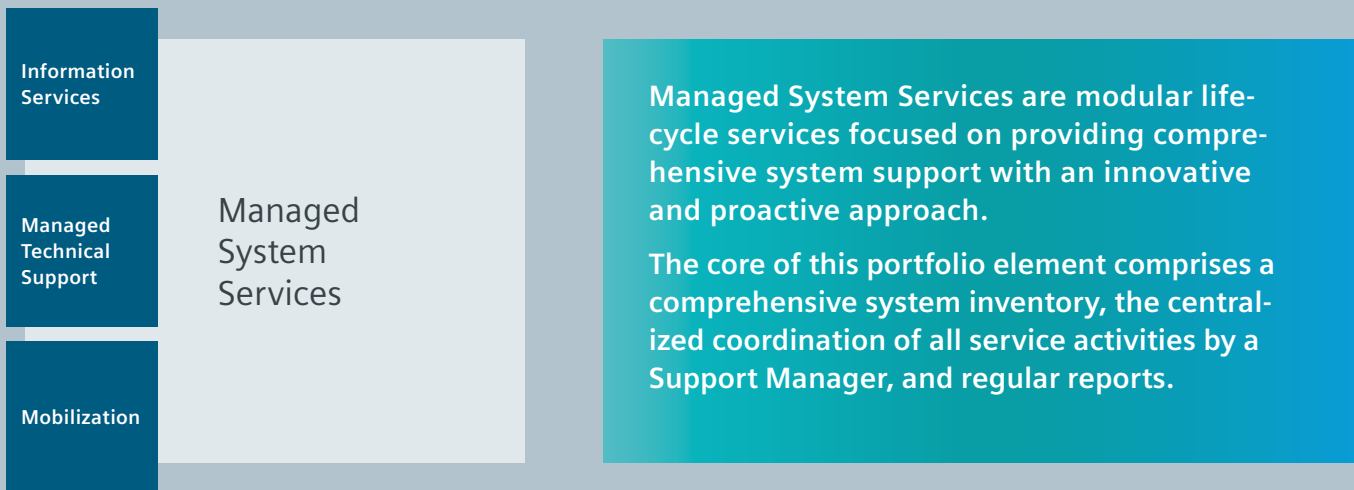 Information
Services
Managed
Technical
Support
Mobilization
Managed
System
Services
Managed System Services are modular life-
cycle services focused on providing compre-
hensive system support with an innovative
and proactive approach.
The core of this portfolio element comprises a
comprehensive system inventory, the central-
ized coordination of all service activities by a
Support Manager, and regular reports.